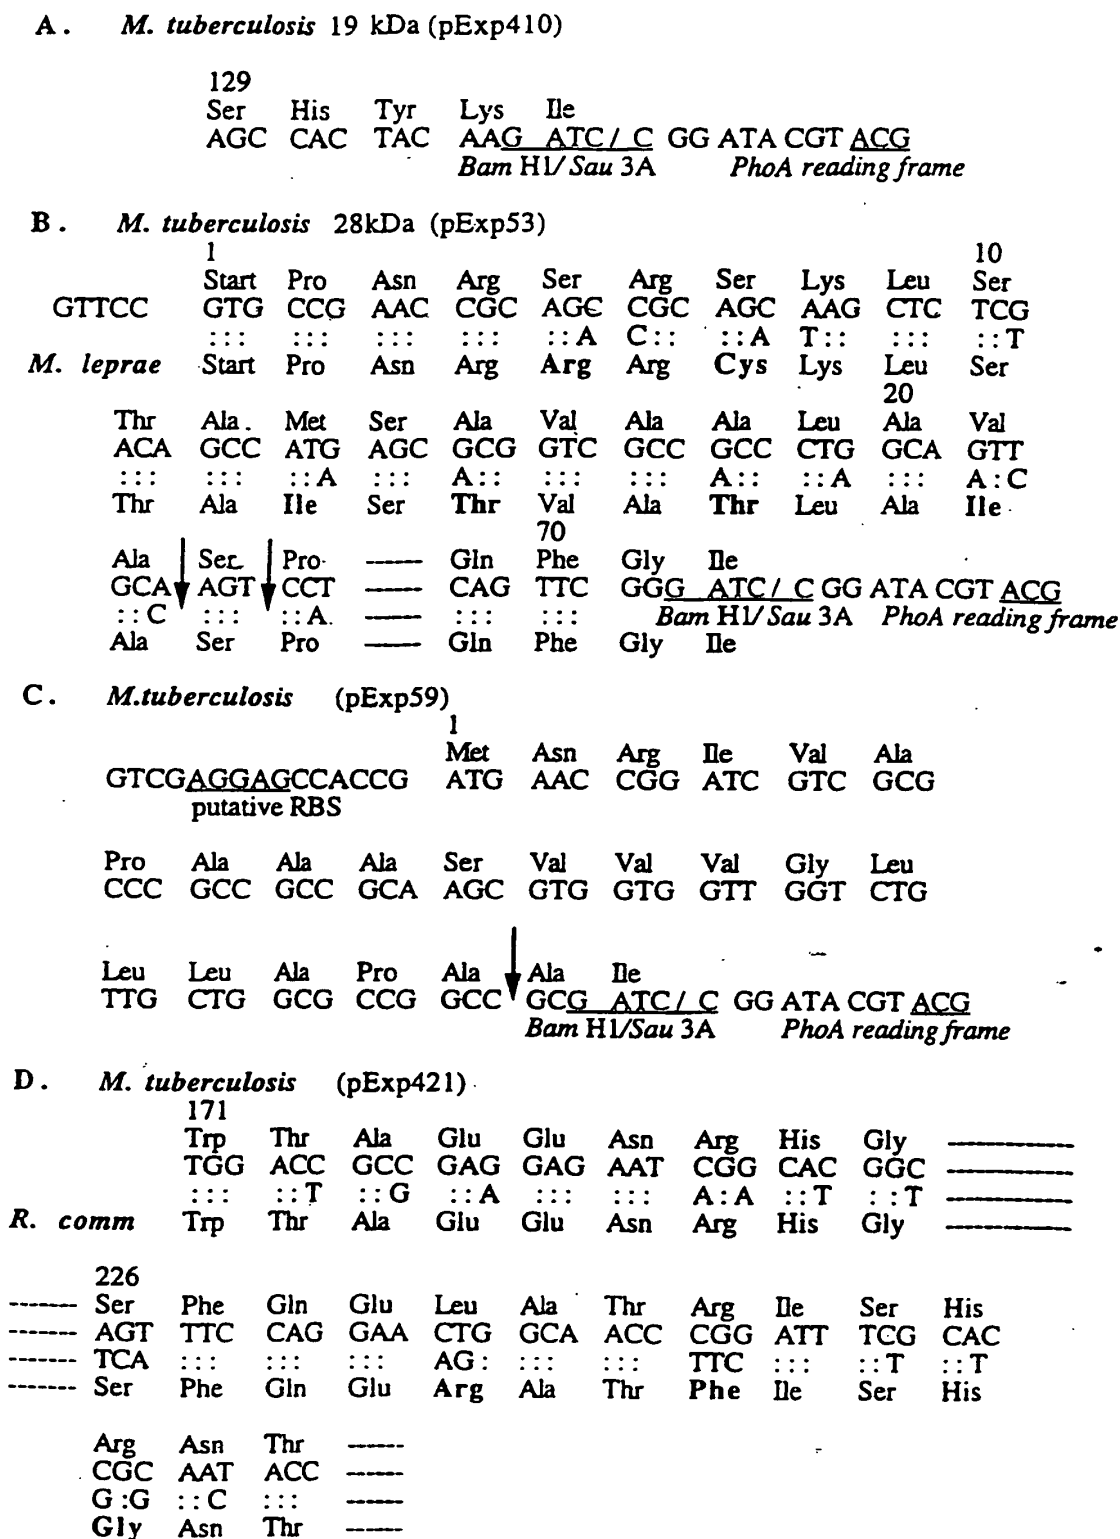 A. M. tuberculosis 19 kDa (pExp410)
129
Ser His Tyr Lys Ile
AGC CAC TAC AAG ATC / C GG ATA CGT ACG
Bam H1/ Sau 3A PhoA reading frame
B. M. tuberculosis 28kDa (pExp53)
1 10
Start Pro Asn Arg Ser Arg Ser Lys Leu Ser
GTTCC GTG CCG AAC CGC AGC CGC AGC AAG CTC TCG
::: ::: ::: ::: ::A C:: ::A T:: ::: ::T
M. leprae Start Pro Asn Arg Arg Arg Cys Lys Leu Ser
20
Thr Ala Met Ser Ala Val Ala Ala Leu Ala Val
ACA GCC ATG AGC GCG GTC GCC GCC CTG GCA GTT
::: ::: ::A ::: A:: ::: ::: A:: ::A ::: A:C
Thr Ala Ile Ser Thr Val Ala Thr Leu Ala Ile
70
Ala Ser Pro ---- Gln Phe Gly Ile
GCA AGT CCT ---- CAG TTC GGG ATC / C GG ATA CGT ACG
::C ::: ::A ---- ::: ::: Bam H1/ Sau 3A PhoA reading frame
Ala Ser Pro ---- Gln Phe Gly Ile
C. M.tuberculosis (pExp59)
1
Met Asn Arg Ile Val Ala
GTCGAGGAGCCACCG ATG AAC CGG ATC GTC GCG
putative RBS
Pro Ala Ala Ala Ser Val Val Val Gly Leu
CCC GCC GCC GCA AGC GTG GTG GTT GGT CTG
Leu Leu Ala Pro Ala Ala Ile
TTG CTG GCG CCG GCC GCG ATC / C GG ATA CGT ACG
Bam H1/Sau 3A PhoA reading frame
D. M. tuberculosis (pExp421)
171
Trp Thr Ala Glu Glu Asn Arg His Gly --------
TGG ACC GCC GAG GAG AAT CGG CAC GGC --------
::: ::T ::G ::A ::: ::: A:A ::T ::T --------
R. comm Trp Thr Ala Glu Glu Asn Arg His Gly --------
226
------- Ser Phe Gln Glu Leu Ala Thr Arg Ile Ser His
------- AGT TTC CAG GAA CTG GCA ACC CGG ATT TCG CAC
------- TCA ::: ::: ::: AG: ::: ::: TTC ::: ::T ::T
------- Ser Phe Gln Glu Arg Ala Thr Phe Ile Ser His
Arg Asn Thr ------
CGC AAT ACC ------
G:G ::C ::: ------
Gly Asn Thr ------